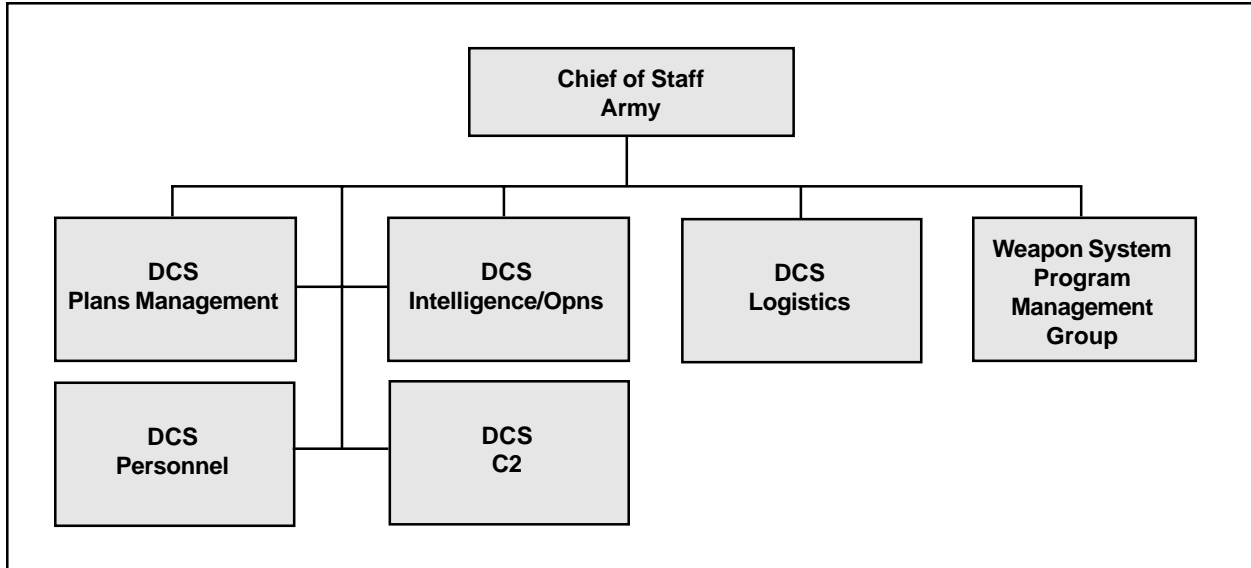 Chief of Staff
Army
DCS
Plans Management
DCS
Intelligence/Opns
DCS
Logistics
Weapon System
Program
Management
Group
DCS
Personnel
DCS
C2